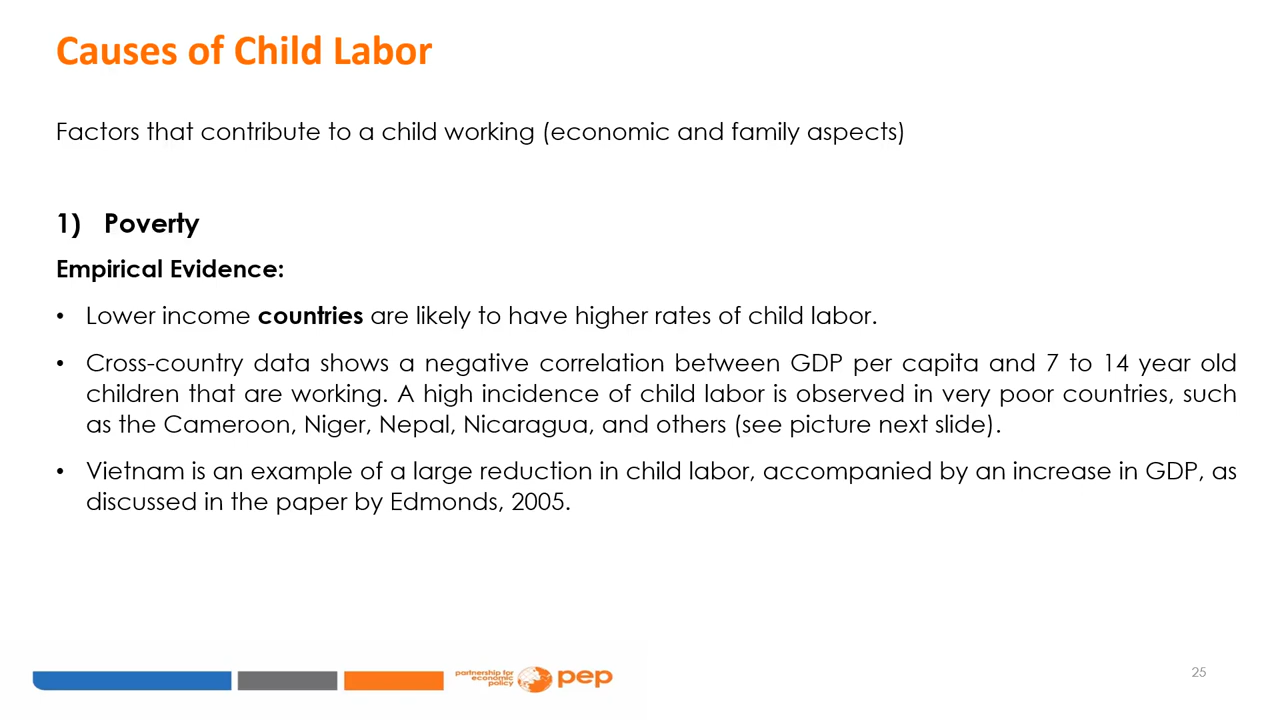 Causes of Child Labor
Factors that contribute to a child working (economic and family aspects)
1) Poverty
Empirical Evidence:
• Lower income countries are likely to have higher rates of child labor.
• Cross-country data shows a negative correlation between GDP per capita and 7 to 14 year old
children that are working. A high incidence of child labor is observed in very poor countries, such
as the Cameroon, Niger, Nepal, Nicaragua, and others (see picture next slide).
• Vietnam is an example of a large reduction in child labor, accompanied by an increase in GDP, as
discussed in the paper by Edmonds, 2005.
partnership for
economic
policy
pep
25